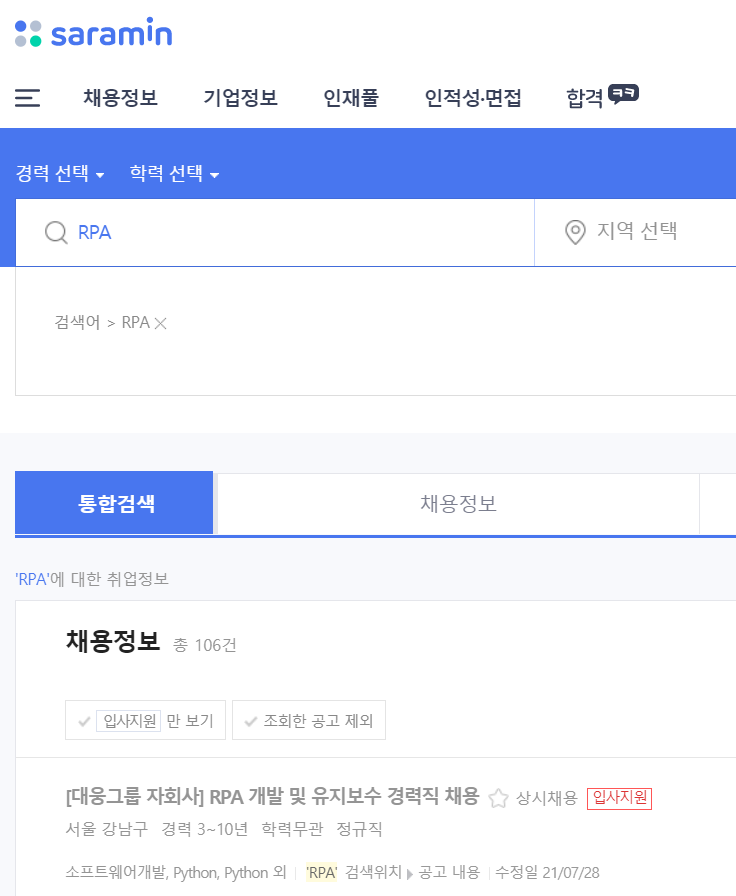 saramin
채용정보 기업정보 인재풀 인적성·면접 합격 ㅋㅋ
경력 선택 학력 선택
RPA 지역 선택
검색어 > RPA
통합검색 채용정보
'RPA'에 대한 취업정보
채용정보 총 106건
입사지원 만 보기 조회한 공고 제외
[대웅그룹 자회사] RPA 개발 및 유지보수 경력직 채용 상시채용 입사지원
서울 강남구 경력 3~10년 학력무관 정규직
소프트웨어개발, Python, Python 외 'RPA' 검색위치 공고 내용 수정일 21/07/28